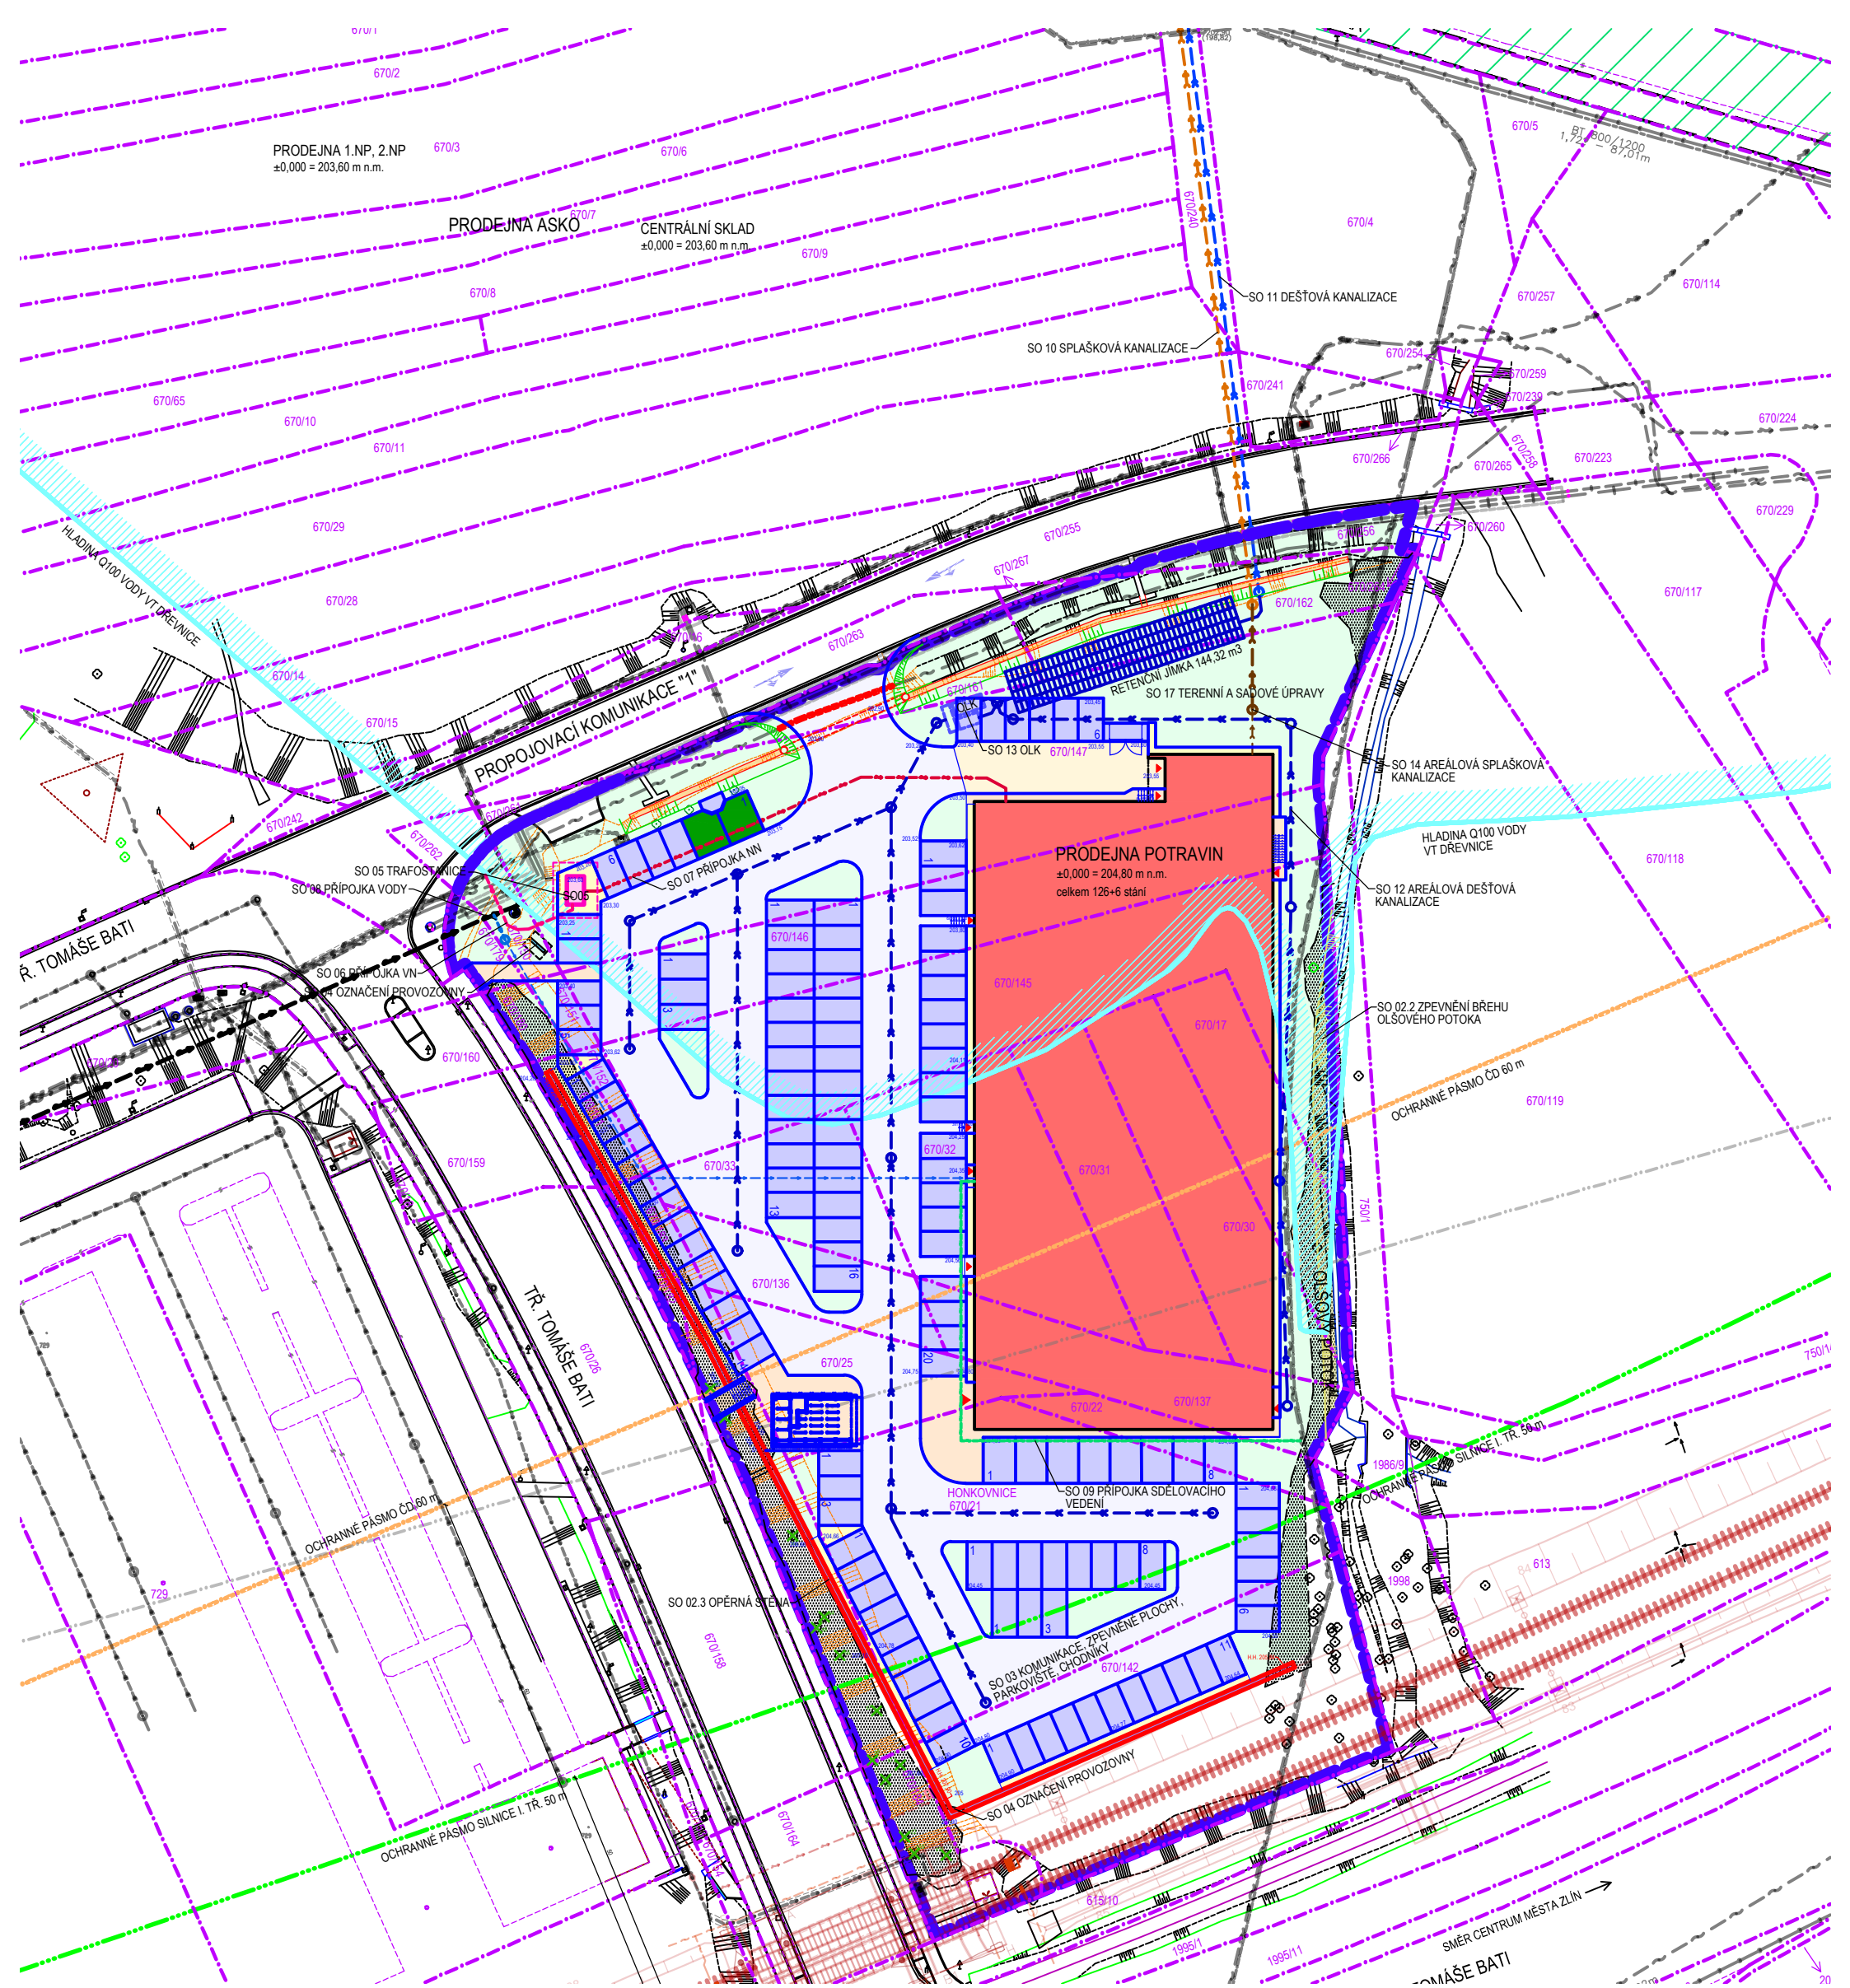 670/1
670/2
670/3
PRODEJNA 1.NP, 2.NP
±0,000 = 203,60 m n.m.
670/6
670/5
BT 800/1200
670/240
670/7
PRODEJNA ASKO
CENTRÁLNÍ SKLAD
±0,000 = 203,60 m n.m.
670/9
670/4
670/114
670/257
670/8
SO 11 DEŠŤOVÁ KANALIZACE
SO 10 SPLAŠKOVÁ KANALIZACE
670/254
670/259
670/239
670/241
670/65
670/10
670/11
670/224
670/266
670/265
670/258
670/223
670/229
670/260
670/29
670/255
670/267
HLADINA Q100 VODY VT DŘEVNICE
670/28
670/162
670/117
670/263
670/14
670/15
RETENČNÍ JÍMKA 144,32 m3
670/161
SO 17 TERENNÍ A SADOVÉ ÚPRAVY
PROPOJOVACÍ KOMUNIKACE "1"
OLK
SO 13 OLK
670/147
SO 14 AREÁLOVÁ SPLAŠKOVÁ
KANALIZACE
670/242
670/262
HLADINA Q100 VODY
VT DŘEVNICE
670/118
PRODEJNA POTRAVIN
±0,000 = 204,80 m n.m.
celkem 126+6 stání
SO 07 PŘÍPOJKA NN
SO 05 TRAFOSTANICE
SO 08 PŘÍPOJKA VODY
SO05
SO 12 AREÁLOVÁ DEŠŤOVÁ
KANALIZACE
670/146
670/179
Ř. TOMÁŠE BATI
SO 06 PŘÍPOJKA VN
SO 04 OZNAČENÍ PROVOZOVNY
670/145
670/17
SO 02.2 ZPEVNĚNÍ BŘEHU
OLŠOVÉHO POTOKA
670/160
OCHRANNÉ PÁSMO ČD 60 m
670/119
670/159
670/33
670/32
670/31
670/30
750/1
670/136
670/26
TŘ. TOMÁŠE BATI
OLŠOVÝ POTOK
670/25
670/22
670/137
750/14
1986/9
OCHRANNÉ PÁSMO SILNICE I. TŘ. 50 m
HONKOVNICE
670/21
SO 09 PŘÍPOJKA SDĚLOVACÍHO
VEDENÍ
OCHRANNÉ PÁSMO ČD 60 m
729
613
1998
SO 02.3 OPĚRNÁ STĚNA
670/158
SO 03 KOMUNIKACE, ZPEVNĚNÉ PLOCHY,
PARKOVIŠTĚ, CHODNÍKY
670/142
SO 04 OZNAČENÍ PROVOZOVNY
OCHRANNÉ PÁSMO SILNICE I. TŘ. 50 m
670/164
615/10
1995/1
1995/11
SMĚR CENTRUM MĚSTA ZLÍN
TOMÁŠE BATI